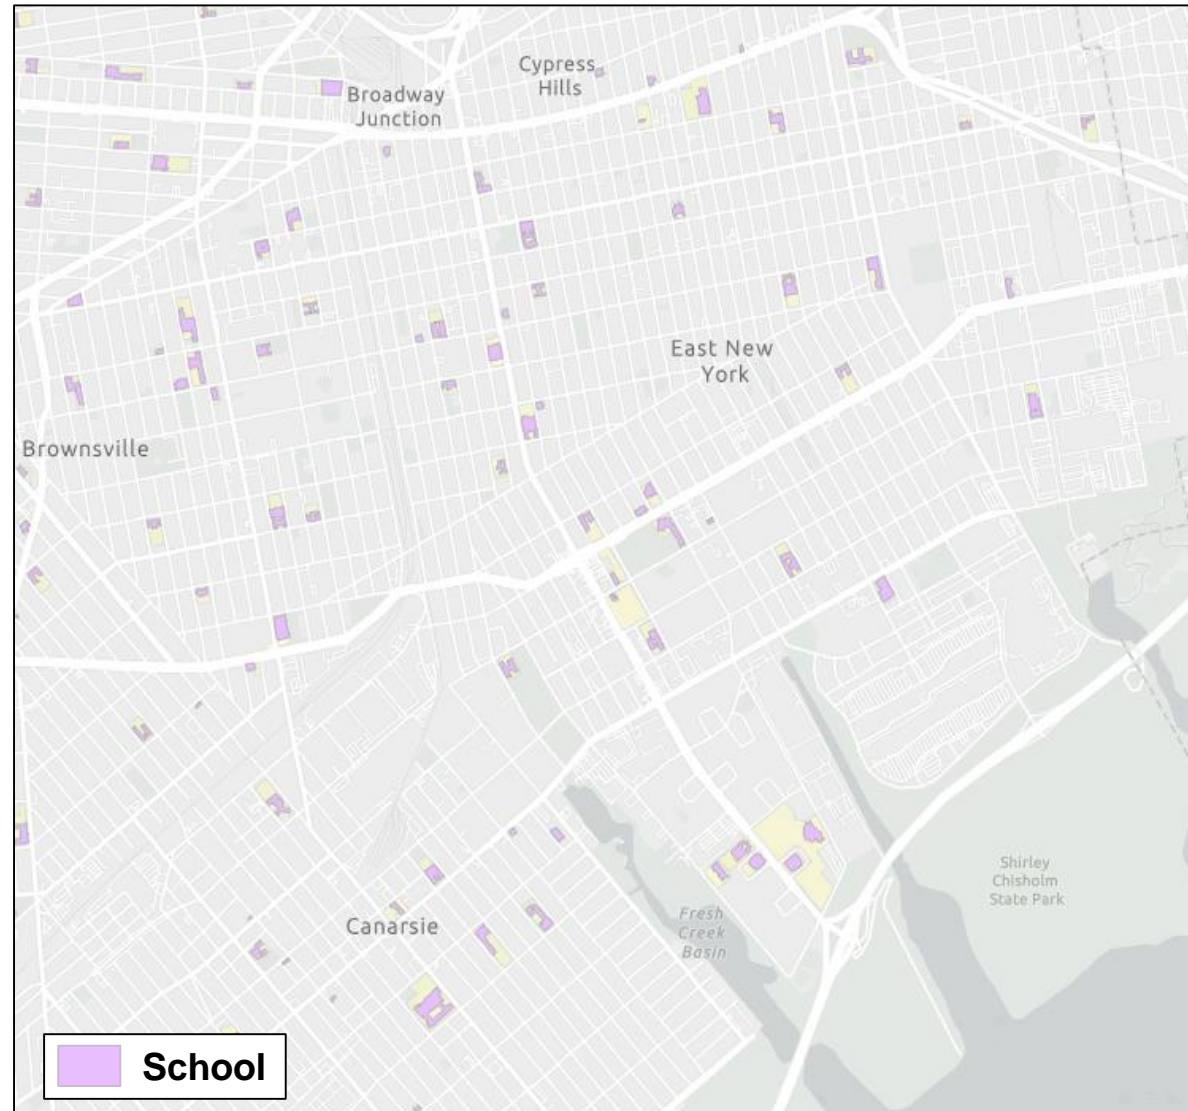 Cypress
Hills
Broadway
Junction
East New
York
Brownsville
Shirley
Chisholm
State Park
Fresh
Creek
Basin
Canarsie
School